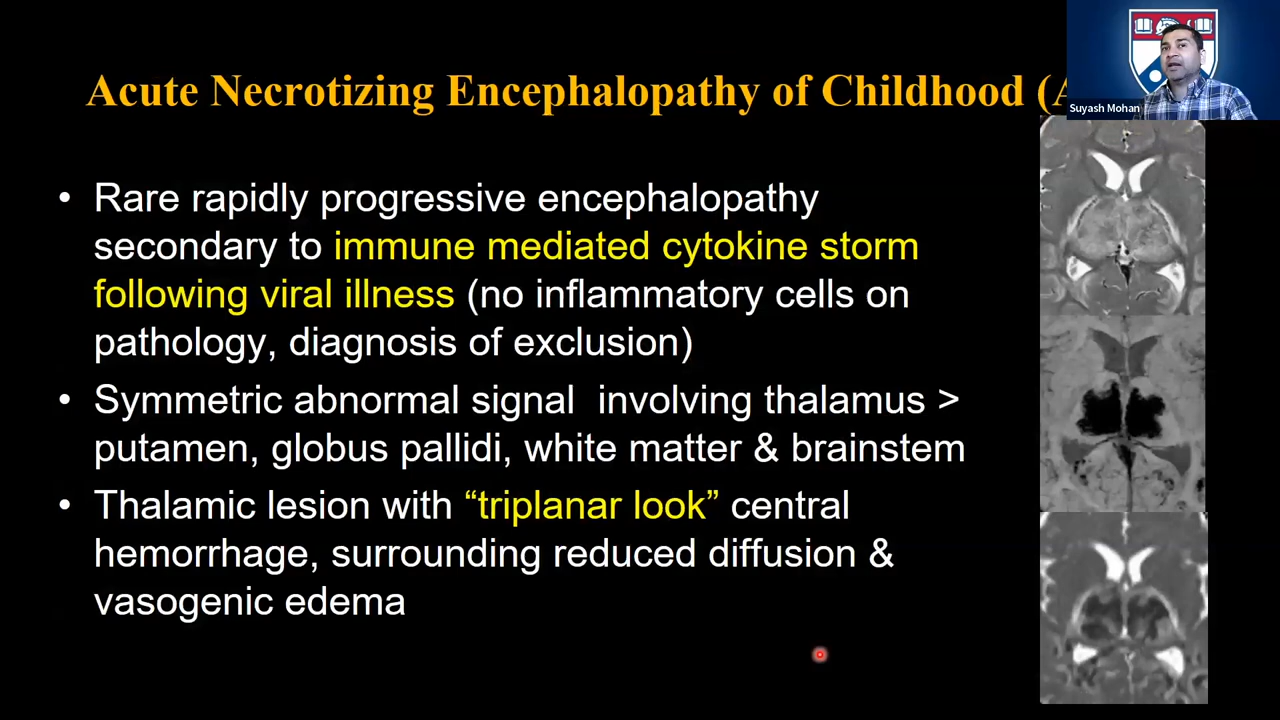 Acute Necrotizing Encephalopathy of Childhood (A
Suyash Mohan
• Rare rapidly progressive encephalopathy
secondary to immune mediated cytokine storm
following viral illness (no inflammatory cells on
pathology, diagnosis of exclusion)
• Symmetric abnormal signal  involving thalamus >
putamen, globus pallidi, white matter & brainstem
• Thalamic lesion with “triplanar look” central
hemorrhage, surrounding reduced diffusion &
vasogenic edema